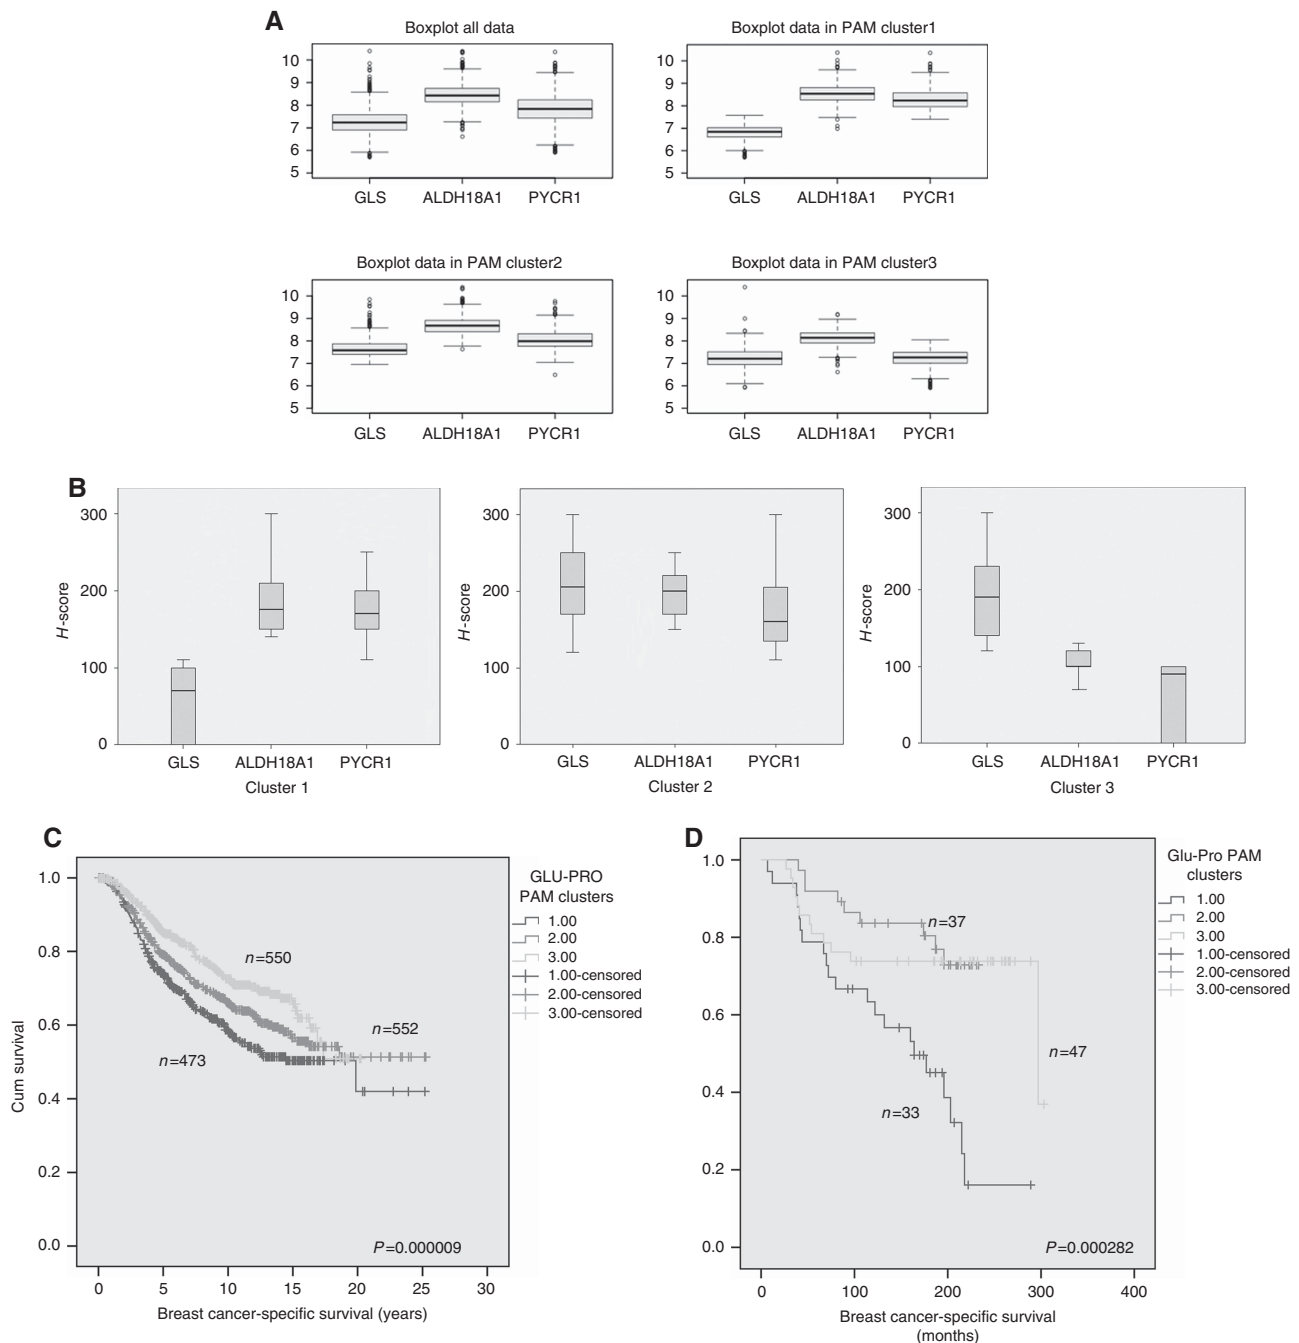 A
Boxplot all data
10
9
8
7
6
5
GLS ALDH18A1 PYCR1
Boxplot data in PAM cluster1
10
9
8
7
6
5
GLS ALDH18A1 PYCR1
Boxplot data in PAM cluster2
10
9
8
7
6
5
GLS ALDH18A1 PYCR1
Boxplot data in PAM cluster3
10
9
8
7
6
5
GLS ALDH18A1 PYCR1
B
H-score
300
200
100
0
GLS ALDH18A1 PYCR1
Cluster 1
H-score
300
200
100
0
GLS ALDH18A1 PYCR1
Cluster 2
H-score
300
200
100
0
GLS ALDH18A1 PYCR1
Cluster 3
C
Cum survival
1.0
0.8
0.6
0.4
0.2
0.0
n=550
n=552
n=473
P=0.000009
0 5 10 15 20 25 30
Breast cancer-specific survival (years)
GLU-PRO
PAM clusters
1.00
2.00
3.00
1.00-censored
2.00-censored
3.00-censored
D
1.0
0.8
0.6
0.4
0.2
0.0
n=37
n=47
n=33
P=0.000282
0 100 200 300 400
Breast cancer-specific survival
(months)
Glu-Pro PAM
clusters
1.00
2.00
3.00
1.00-censored
2.00-censored
3.00-censored